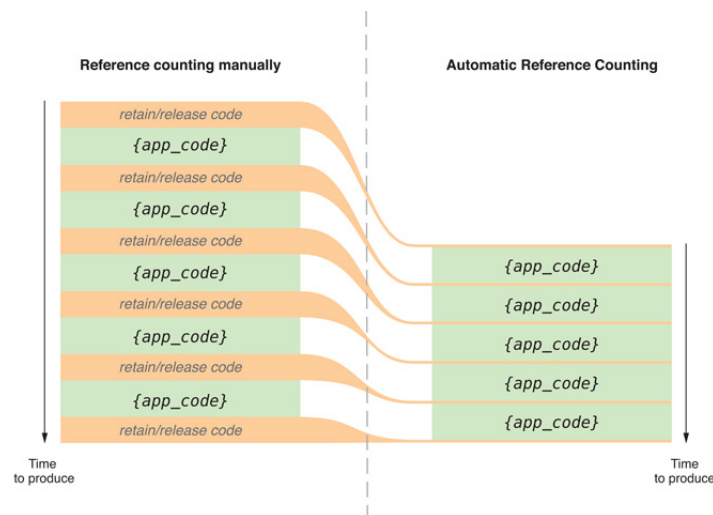 Reference counting manually
Automatic Reference Counting
retain/release code
{app_code}
retain/release code
{app_code}
retain/release code
{app_code}
retain/release code
{app_code}
retain/release code
{app_code}
retain/release code
Time
to produce
{app_code}
{app_code}
{app_code}
{app_code}
{app_code}
Time
to produce